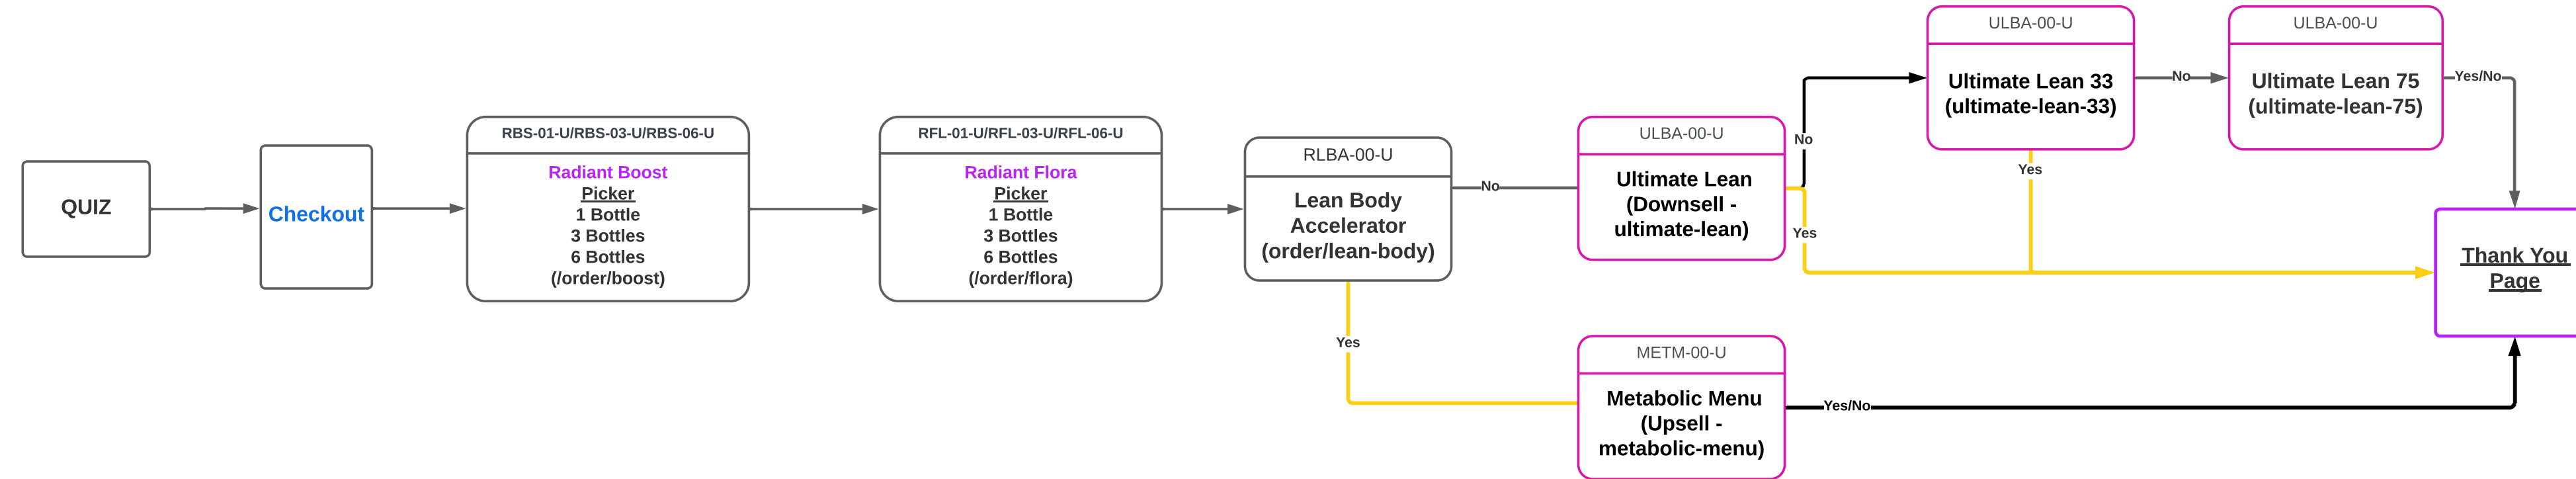 QUIZ
Checkout
RBS-01-U/RBS-03-U/RBS-06-U
Radiant Boost
Picker
1 Bottle
3 Bottles
6 Bottles
(/order/boost)
RFL-01-U/RFL-03-U/RFL-06-U
Radiant Flora
Picker
1 Bottle
3 Bottles
6 Bottles
(/order/flora)
RLBA-00-U
Lean Body
Accelerator
(order/lean-body)
No
Yes
ULBA-00-U
Ultimate Lean
(Downsell -
ultimate-lean)
No
Yes
ULBA-00-U
Ultimate Lean 33
(ultimate-lean-33)
Yes
No
ULBA-00-U
Ultimate Lean 75
(ultimate-lean-75)
Yes/No
METM-00-U
Metabolic Menu
(Upsell -
metabolic-menu)
Yes/No
Thank You
Page